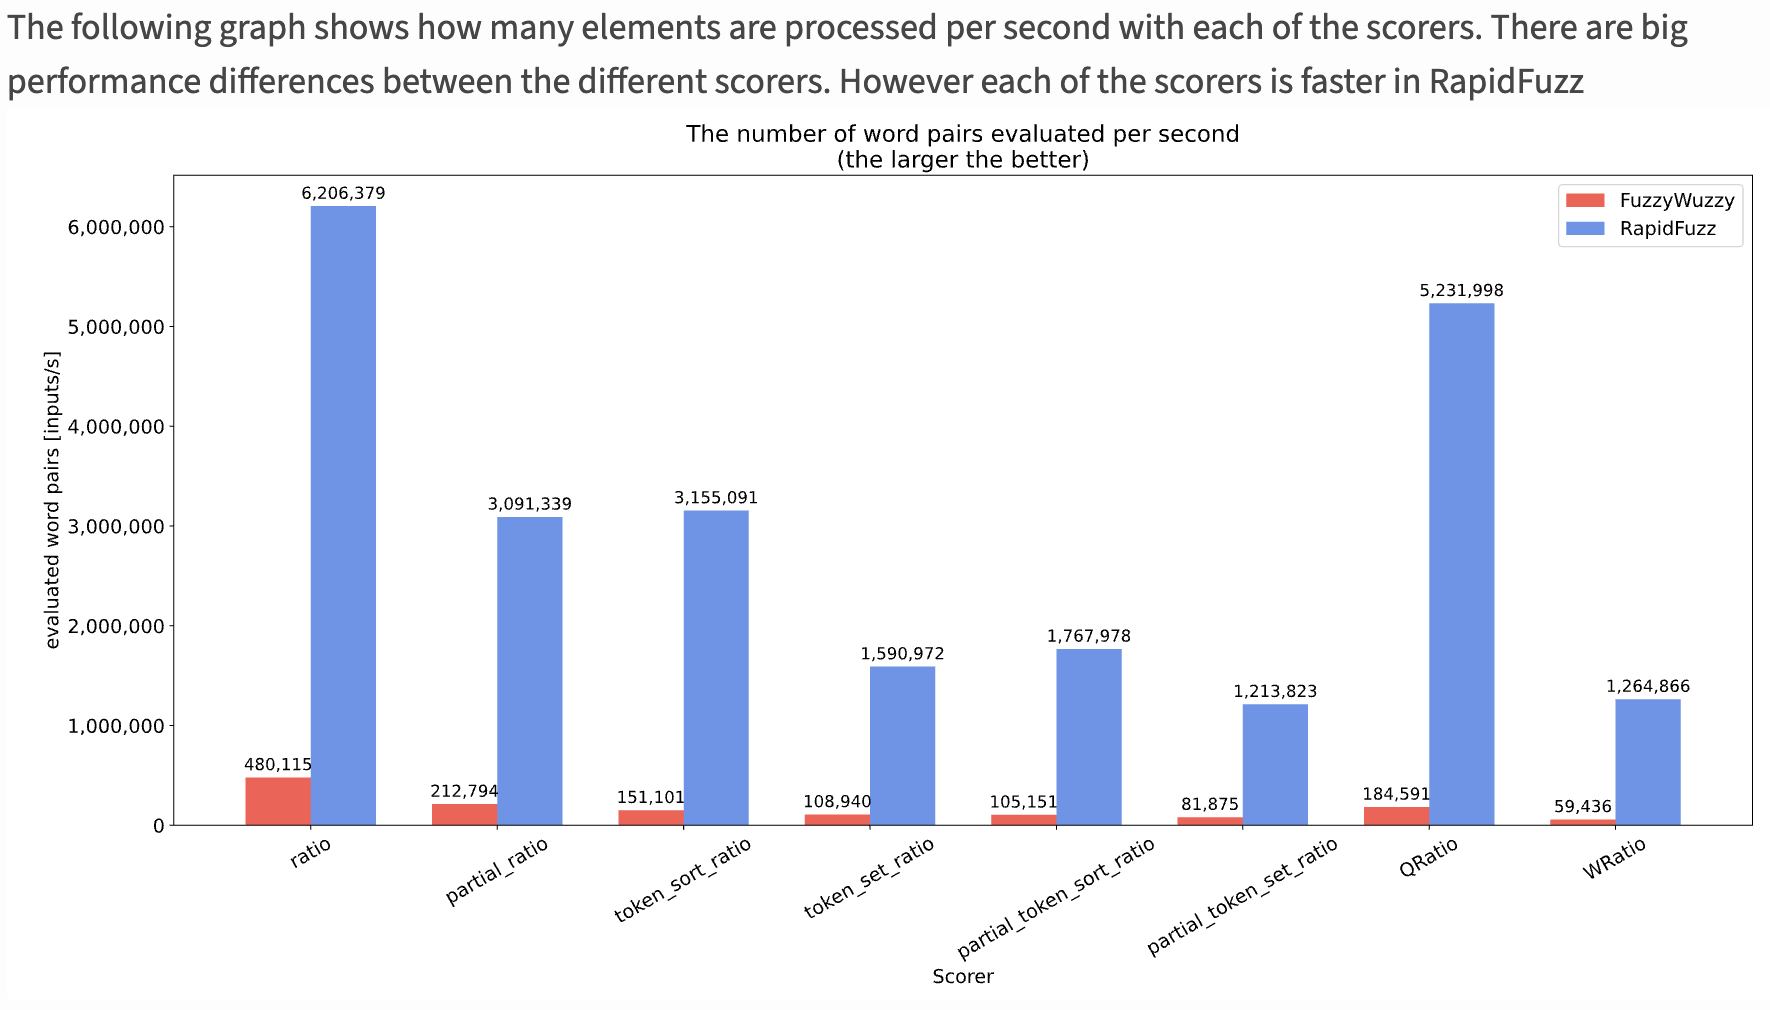 The following graph shows how many elements are processed per second with each of the scorers. There are big
performance differences between the different scorers. However each of the scorers is faster in RapidFuzz
The number of word pairs evaluated per second
(the larger the better)
FuzzyWuzzy
RapidFuzz
evaluated word pairs [inputs/s]
6,000,000
5,000,000
4,000,000
3,000,000
2,000,000
1,000,000
0
480,115
6,206,379
212,794
3,091,339
151,101
3,155,091
108,940
1,590,972
105,151
1,767,978
81,875
1,213,823
184,591
5,231,998
59,436
1,264,866
ratio
partial_ratio
token_sort_ratio
token_set_ratio
partial_token_sort_ratio
partial_token_set_ratio
QRatio
WRatio
Scorer